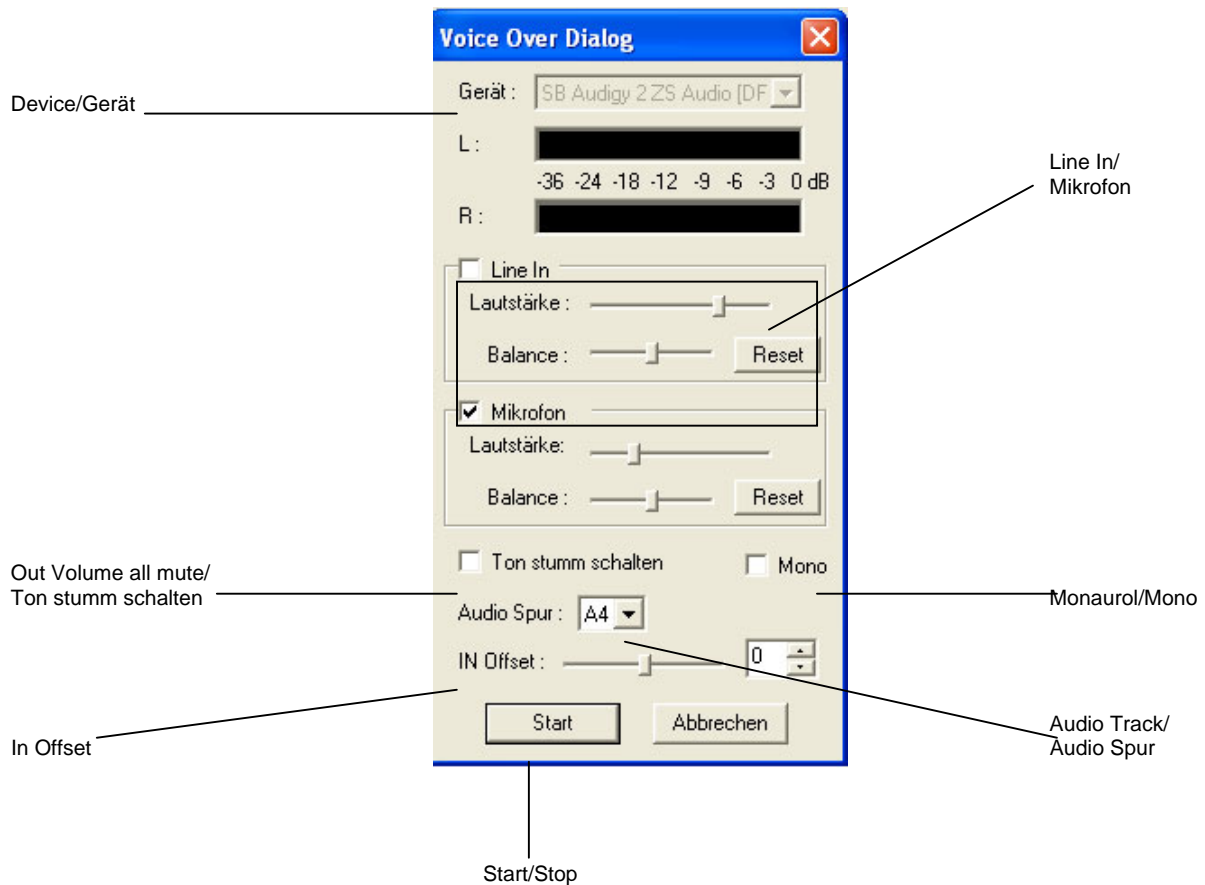 Voice Over Dialog
Device/Gerät
Gerät : SB Audigy 2 ZS Audio [DF
L :
-36 -24 -18 -12 -9 -6 -3 0 dB
R :
Line In/
Mikrofon
Line In
Lautstärke :
Balance : Reset
Mikrofon
Lautstärke:
Balance : Reset
Out Volume all mute/
Ton stumm schalten
Ton stumm schalten Mono
Monaurol/Mono
Audio Spur : A4
IN Offset : 0
In Offset
Start Abbrechen
Audio Track/
Audio Spur
Start/Stop